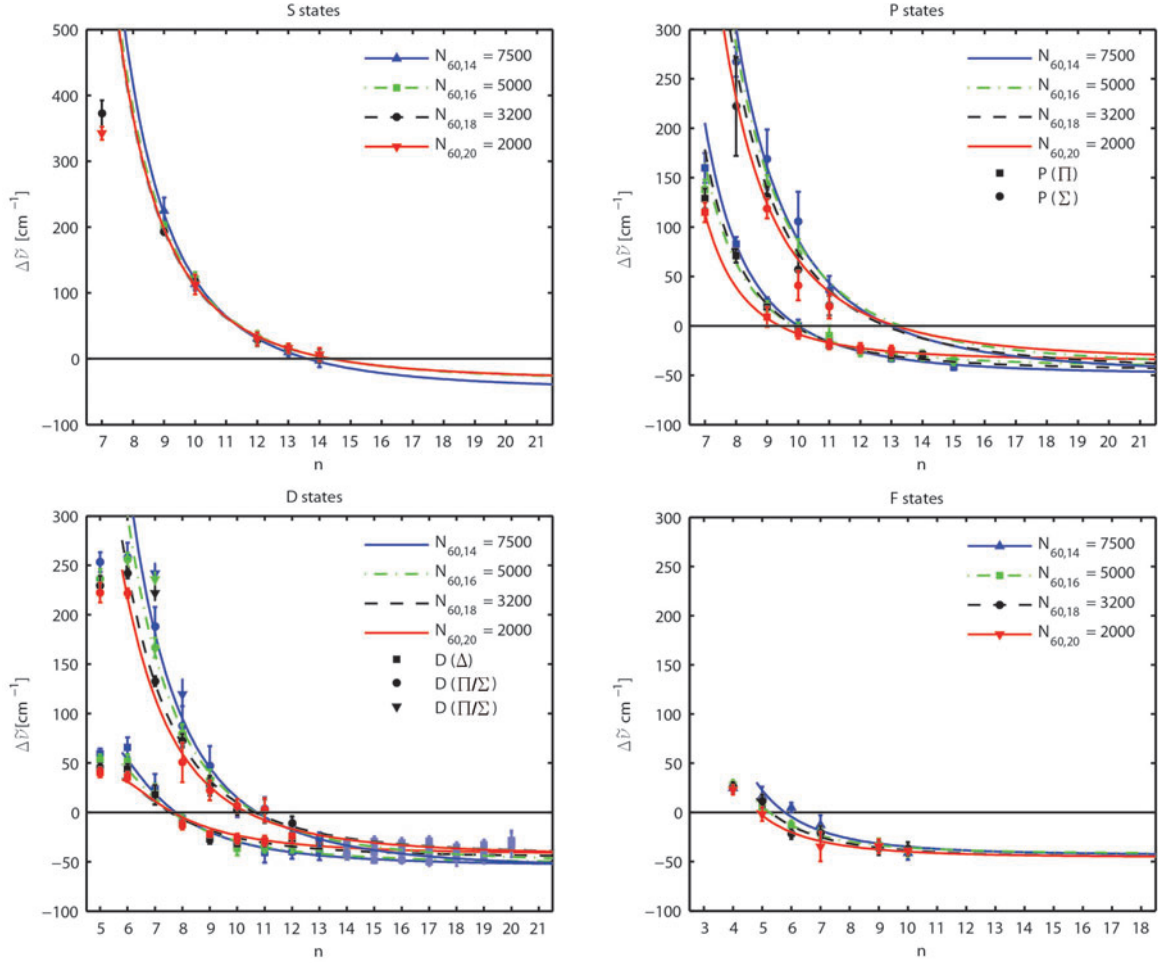 S states
500
400
300
200
100
0
−100
Δṽ [cm −1]
N60,14 = 7500
N60,16 = 5000
N60,18 = 3200
N60,20 = 2000
7 8 9 10 11 12 13 14 15 16 17 18 19 20 21
n
P states
300
250
200
150
100
50
0
−50
−100
Δṽ [cm −1]
N60,14 = 7500
N60,16 = 5000
N60,18 = 3200
N60,20 = 2000
P (Π)
P (Σ)
7 8 9 10 11 12 13 14 15 16 17 18 19 20 21
n
D states
300
250
200
150
100
50
0
−50
−100
Δṽ[cm −1]
N60,14 = 7500
N60,16 = 5000
N60,18 = 3200
N60,20 = 2000
D (Δ)
D (Π/Σ)
D (Π/Σ)
5 6 7 8 9 10 11 12 13 14 15 16 17 18 19 20 21
n
F states
300
250
200
150
100
50
0
−50
−100
Δṽ cm −1]
N60,14 = 7500
N60,16 = 5000
N60,18 = 3200
N60,20 = 2000
3 4 5 6 7 8 9 10 11 12 13 14 15 16 17 18
n